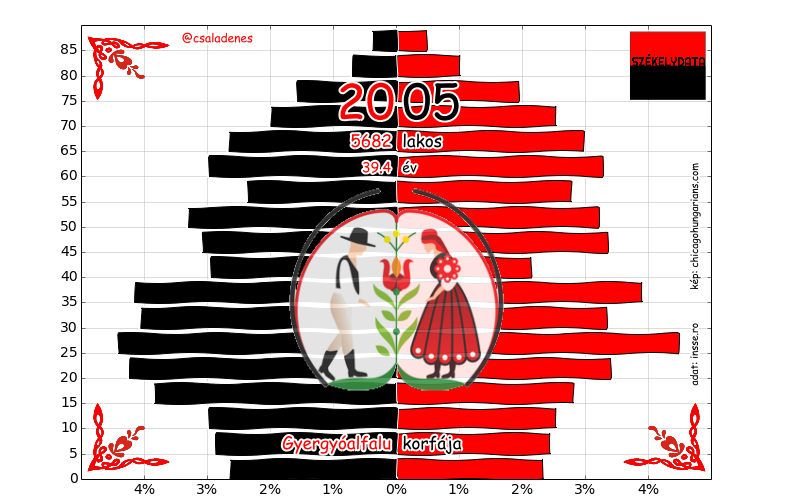 @csaladenes
SZÉKELYDATA
2005
5682 lakos
39.4 év
kép: chicagohungarians.com
adat: insse.ro
Gyergyóalfalu korfája
85
80
75
70
65
60
55
50
45
40
35
30
25
20
15
10
5
0
4% 3% 2% 1% 0% 1% 2% 3% 4%